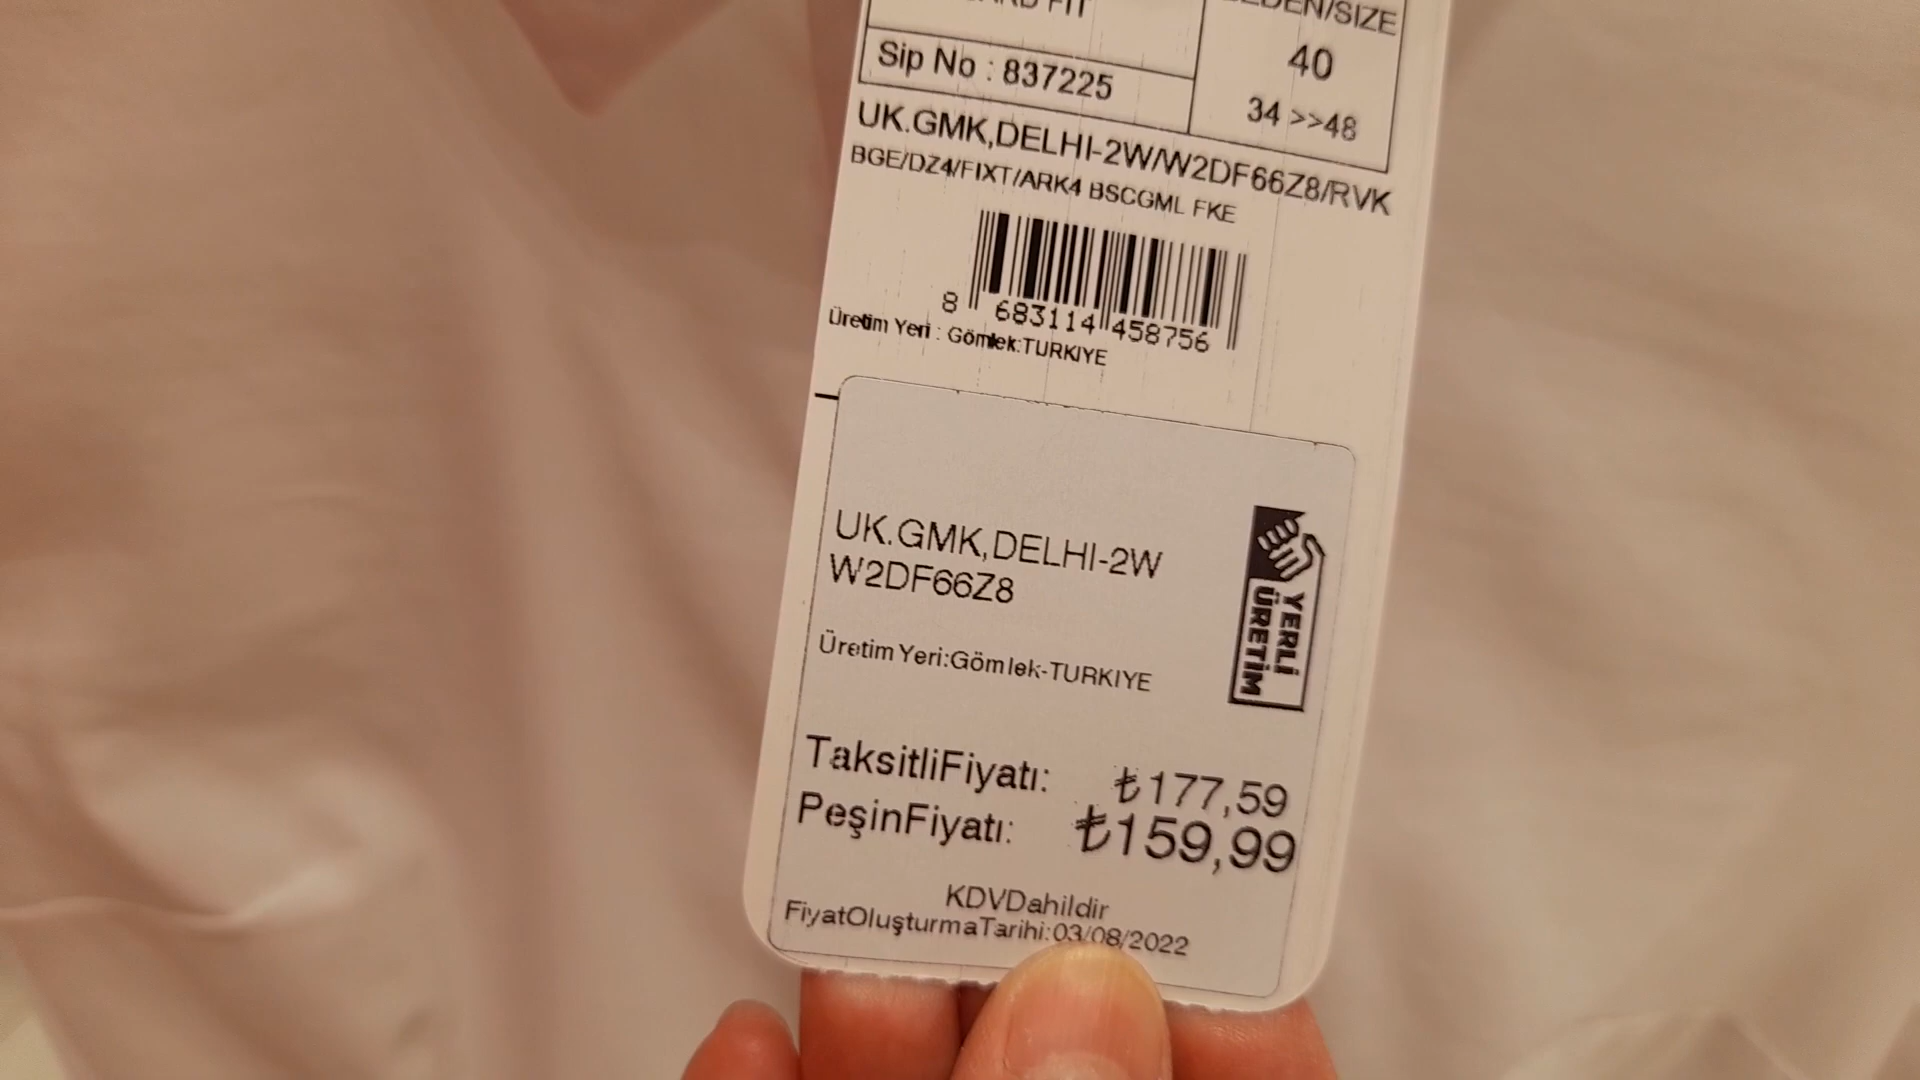 FIT
BEDEN/SIZE
40
34 >>48
Sip No : 837225
UK.GMK,DELHI-2W/W2DF66Z8/RVK
BGE/DZ4/FIXT/ARK4 BSCGML FKE
8 683114 458756
Üretim Yeri : Gömlek:TURKIYE
UK.GMK,DELHI-2W
W2DF66Z8
YERLİ
ÜRETİM
ÜretimYeri:Gömlek-TURKIYE
TaksitliFiyatı: ₺177,59
PeşinFiyatı: ₺159,99
KDVDahildir
FiyatOluşturmaTarihi:03/08/2022